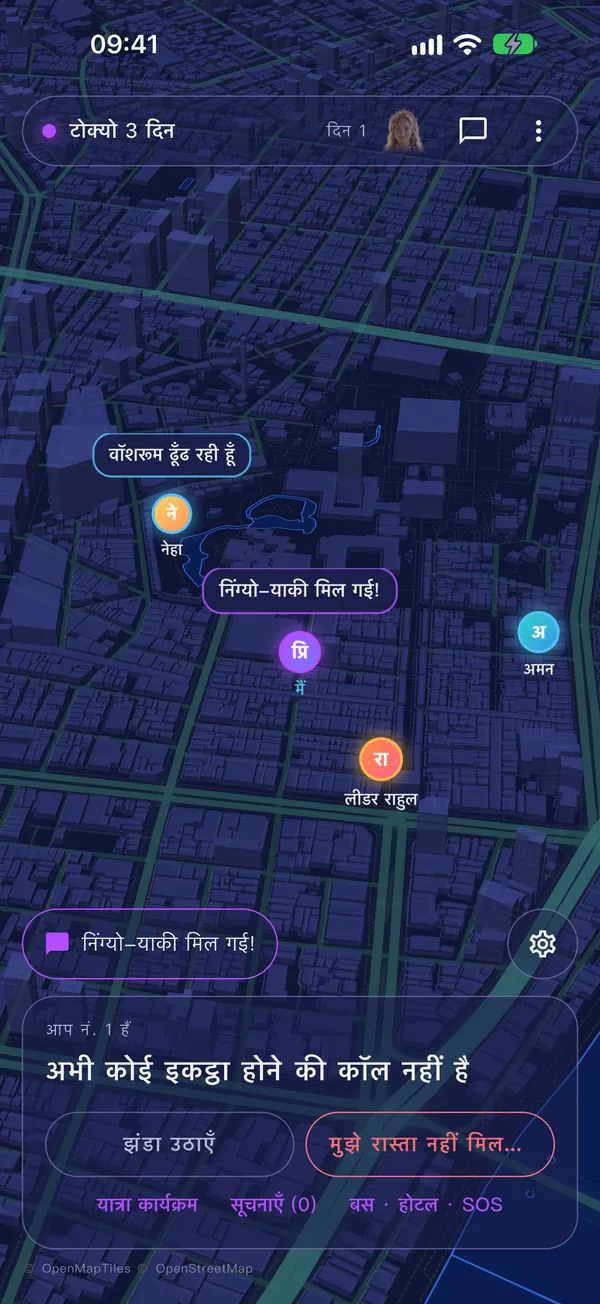 09:41
टोक्यो 3 दिन
दिन 1
वॉशरूम ढूँढ रही हूँ
ने
नेहा
निंग्यो–याकी मिल गई!
प्रि
मैं
अ
अमन
रा
लीडर राहुल
निंग्यो–याकी मिल गई!
आप नं. 1 हैं
अभी कोई इकट्ठा होने की कॉल नहीं है
झंडा उठाएँ
मुझे रास्ता नहीं मिल...
यात्रा कार्यक्रम
सूचनाएँ (0)
बस · होटल · SOS
© OpenMapTiles © OpenStreetMap